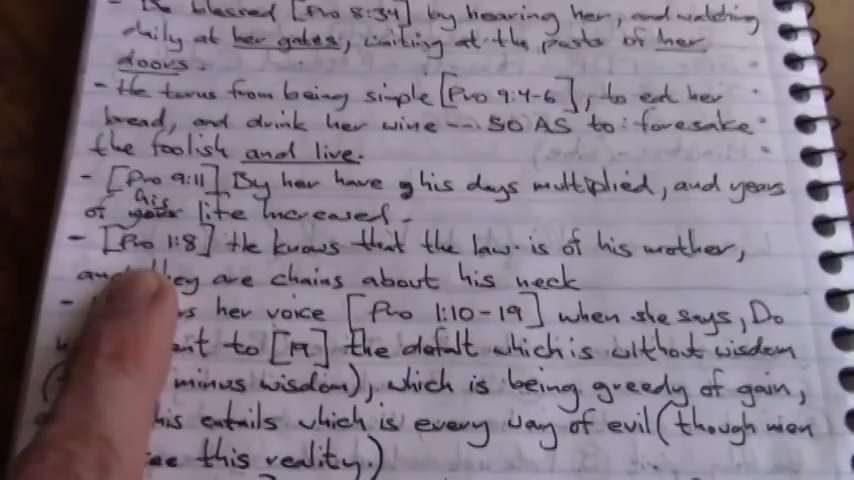 - Be blessed [Pro 8:34] by hearing her, and watching
daily at her gates, waiting at the posts of her
doors.
- He turns from being simple [Pro 9:4-6], to eat her
bread, and drink her wine --- SO AS to: foresake
the foolish and live.
- [Pro 9:11] By her have his days multiplied, and years
of his life Increased.
- [Pro 1:8] He knows that the law is of his mother,
and they are chains about his neck
- her voice [Pro 1:10-19] when she says, Do
to [19] the defalt which is without wisdom
( minus wisdom), which is being greedy of gain,
this entails which is every way of evil (though men
see this reality.)